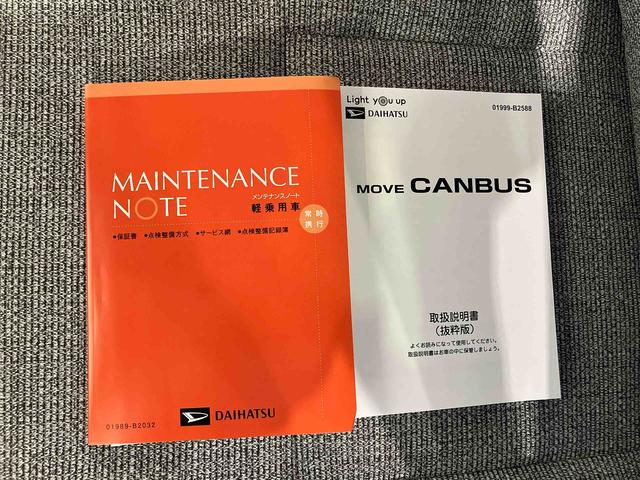 MAINTENANCE
NOTE
メンテナンスノート
軽乗用車
常時
携行
●保証書 ●点検整備方式 ●サービス網 ●点検整備記録簿
01989-B2032
DAIHATSU
Light you up
DAIHATSU
01999-B2588
MOVE CANBUS
取扱説明書
(抜粋版)
よくお読みになって使用してください。
取扱説明書はお車の中に保管しましょう。